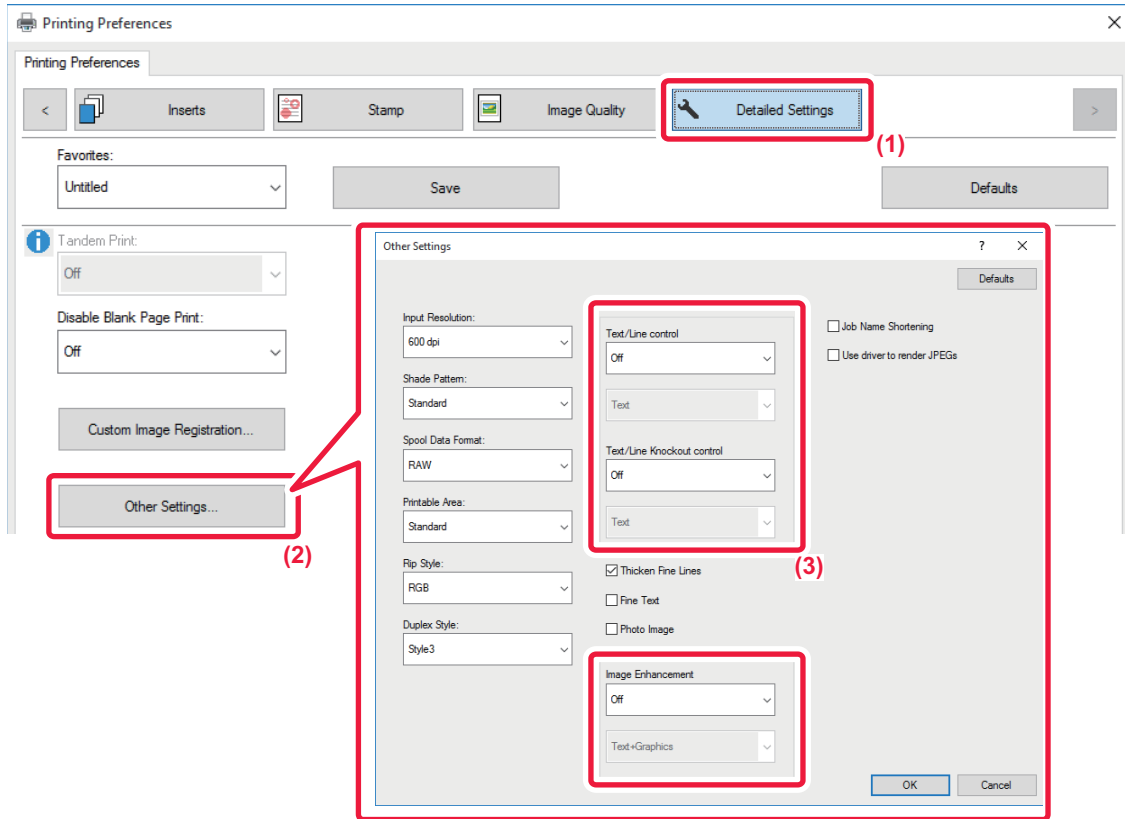 Printing Preferences
Printing Preferences
< Inserts Stamp Image Quality Detailed Settings >
(1)
Favorites:
Untitled Save Defaults
Tandem Print:
Off
Disable Blank Page Print:
Off
Custom Image Registration...
Other Settings...
(2)
Other Settings ?
Defaults
Input Resolution:
600 dpi
Shade Pattern:
Standard
Spool Data Format:
RAW
Printable Area:
Standard
Rip Style:
RGB
Duplex Style:
Style3
Text/Line control
Off
Text
Text/Line Knockout control
Off
Text
(3)
Thicken Fine Lines
Fine Text
Photo Image
Image Enhancement
Off
Text+Graphics
Job Name Shortening
Use driver to render JPEGs
OK Cancel